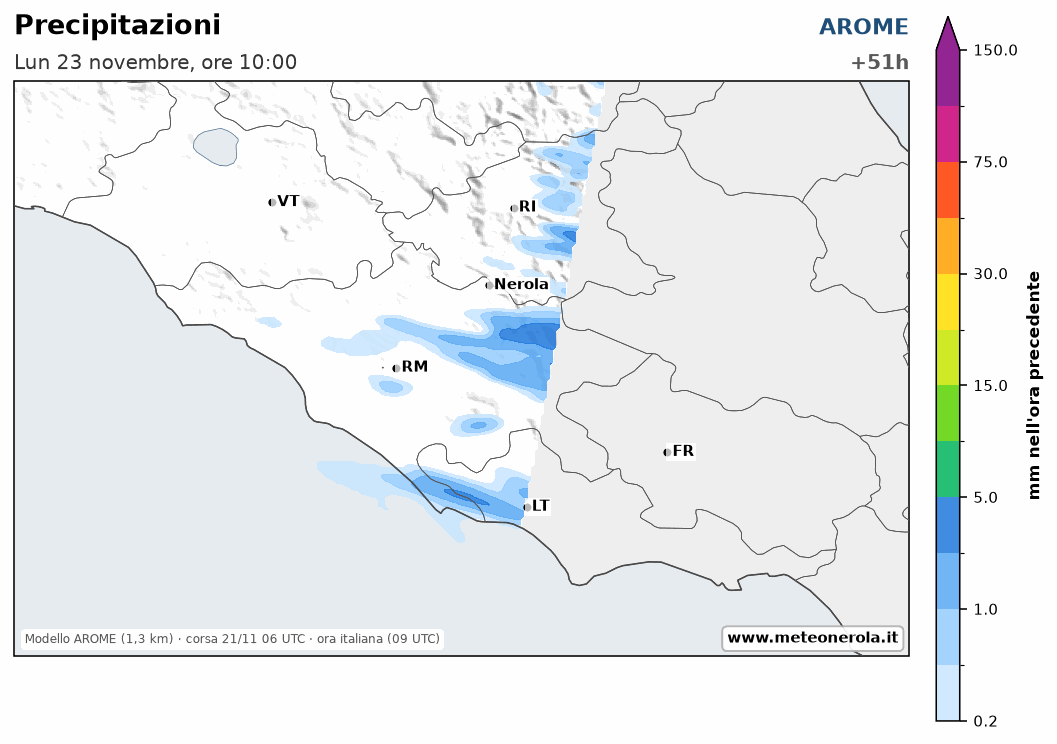 Precipitazioni
AROME
Lun 23 novembre, ore 10:00
+51h
150.0
75.0
30.0
15.0
5.0
1.0
0.2
mm nell'ora precedente
VT
RI
Nerola
RM
FR
LT
Modello AROME (1,3 km) · corsa 21/11 06 UTC · ora italiana (09 UTC)
www.meteonerola.it